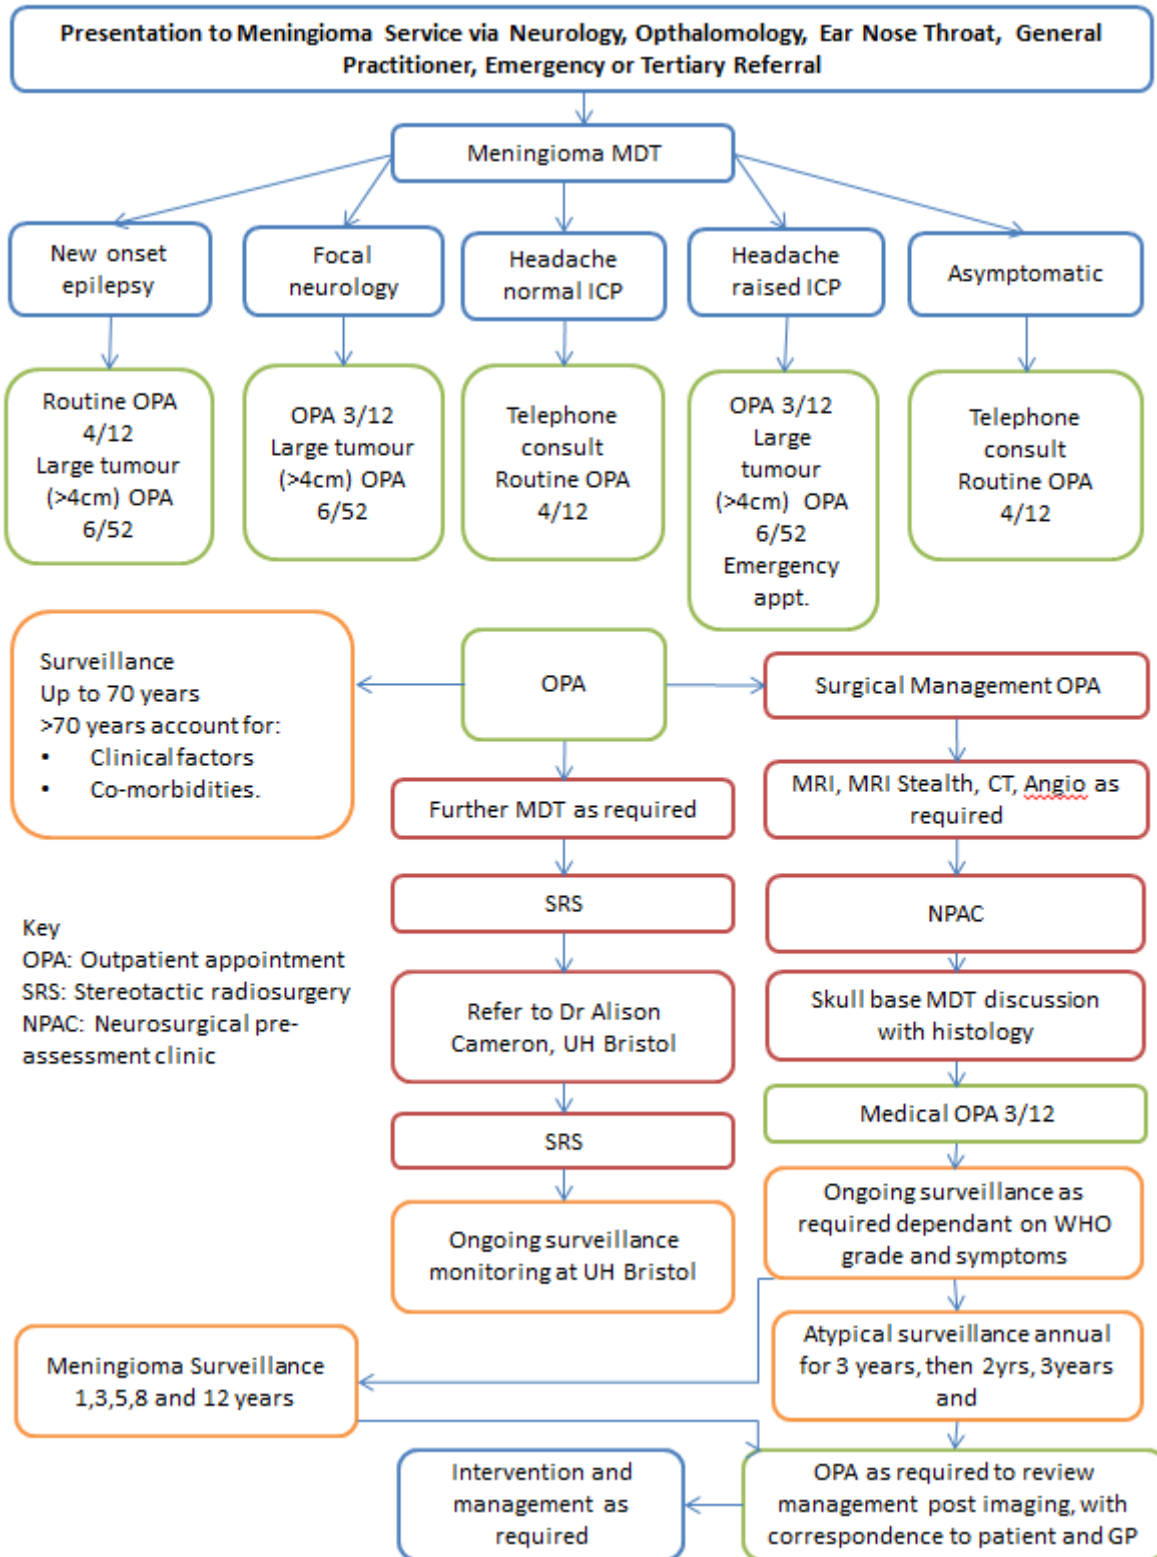 Presentation to Meningioma Service via Neurology, Opthalomology, Ear Nose Throat, General
Practitioner, Emergency or Tertiary Referral
Meningioma MDT
New onset
epilepsy
Focal
neurology
Headache
normal ICP
Headache
raised ICP
Asymptomatic
Routine OPA
4/12
Large tumour
(>4cm) OPA
6/52
OPA 3/12
Large tumour
(>4cm) OPA
6/52
Telephone
consult
Routine OPA
4/12
OPA 3/12
Large
tumour
(>4cm) OPA
6/52
Emergency
appt.
Telephone
consult
Routine OPA
4/12
Surveillance
Up to 70 years
>70 years account for:
• Clinical factors
• Co-morbidities.
OPA
Surgical Management OPA
Further MDT as required
MRI, MRI Stealth, CT, Angio as
required
SRS
NPAC
Key
OPA: Outpatient appointment
SRS: Stereotactic radiosurgery
NPAC: Neurosurgical pre-
assessment clinic
Refer to Dr Alison
Cameron, UH Bristol
Skull base MDT discussion
with histology
SRS
Medical OPA 3/12
Ongoing surveillance
monitoring at UH Bristol
Ongoing surveillance as
required dependant on WHO
grade and symptoms
Meningioma Surveillance
1,3,5,8 and 12 years
Atypical surveillance annual
for 3 years, then 2yrs, 3years
and
Intervention and
management as
required
OPA as required to review
management post imaging, with
correspondence to patient and GP